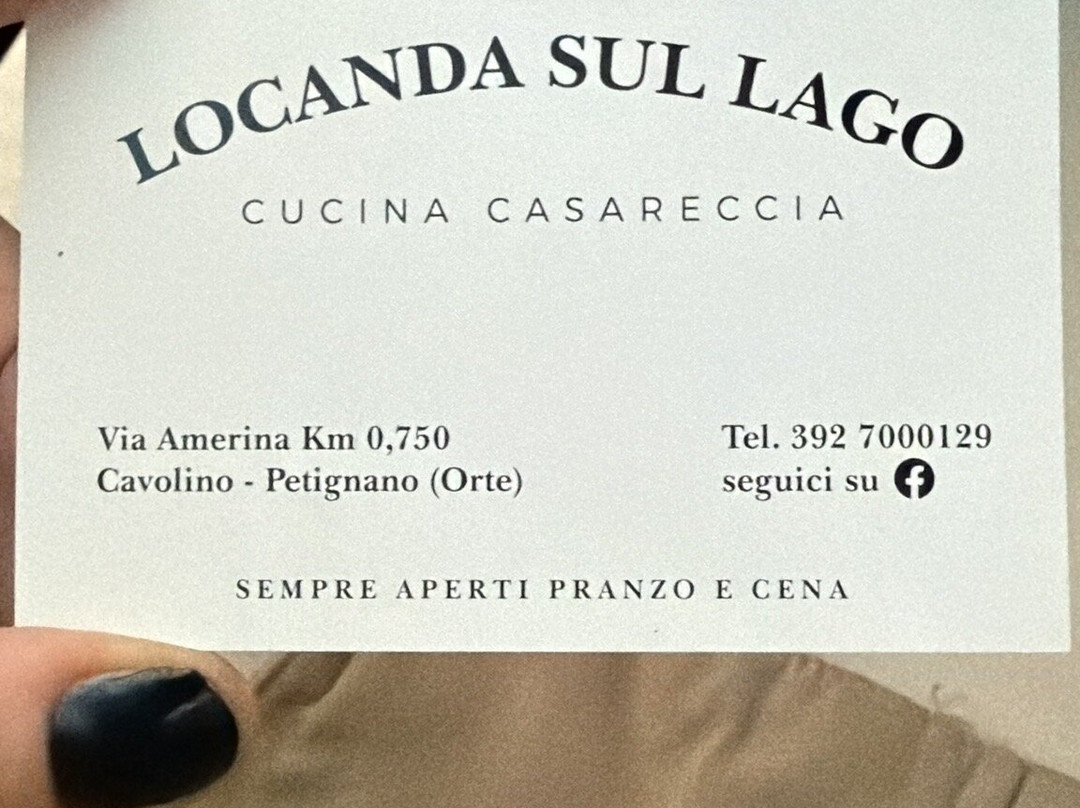 LOCANDA SUL LAGO
CUCINA CASARECCIA
Via Amerina Km 0,750
Cavolino - Petignano (Orte)
Tel. 392 7000129
seguici su
SEMPRE APERTI PRANZO E CENA